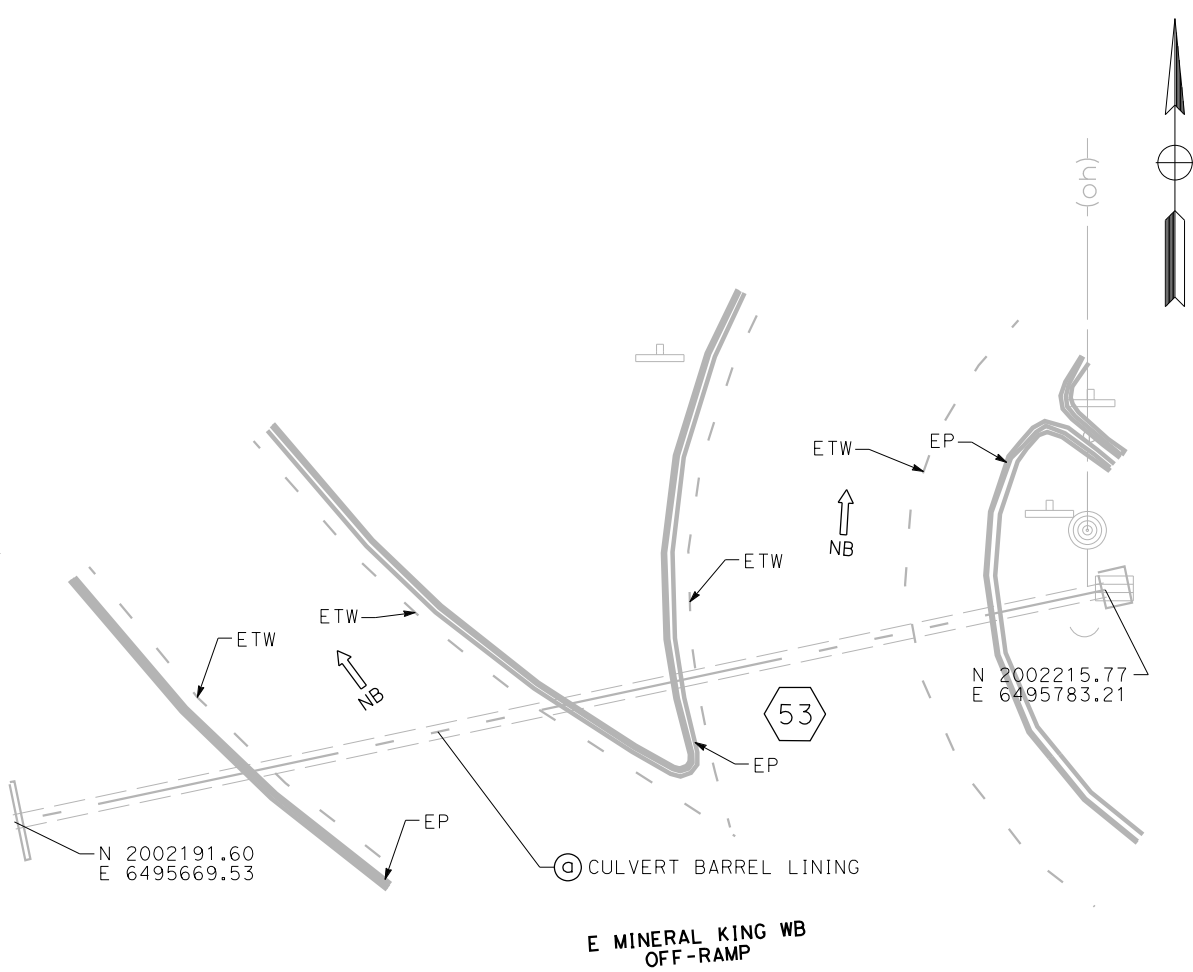 (oh)
ETW
EP
NB
ETW
ETW
ETW
NB
N 2002215.77
E 6495783.21
53
EP
EP
N 2002191.60
E 6495669.53
a CULVERT BARREL LINING
E MINERAL KING WB
OFF-RAMP